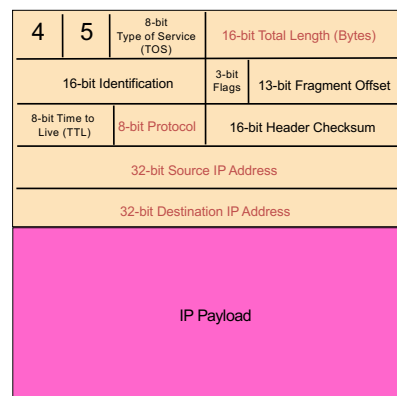 4
5
8-bit
Type of Service
(TOS)
16-bit Total Length (Bytes)
16-bit Identification
3-bit
Flags
13-bit Fragment Offset
8-bit Time to
Live (TTL)
8-bit Protocol
16-bit Header Checksum
32-bit Source IP Address
32-bit Destination IP Address
IP Payload